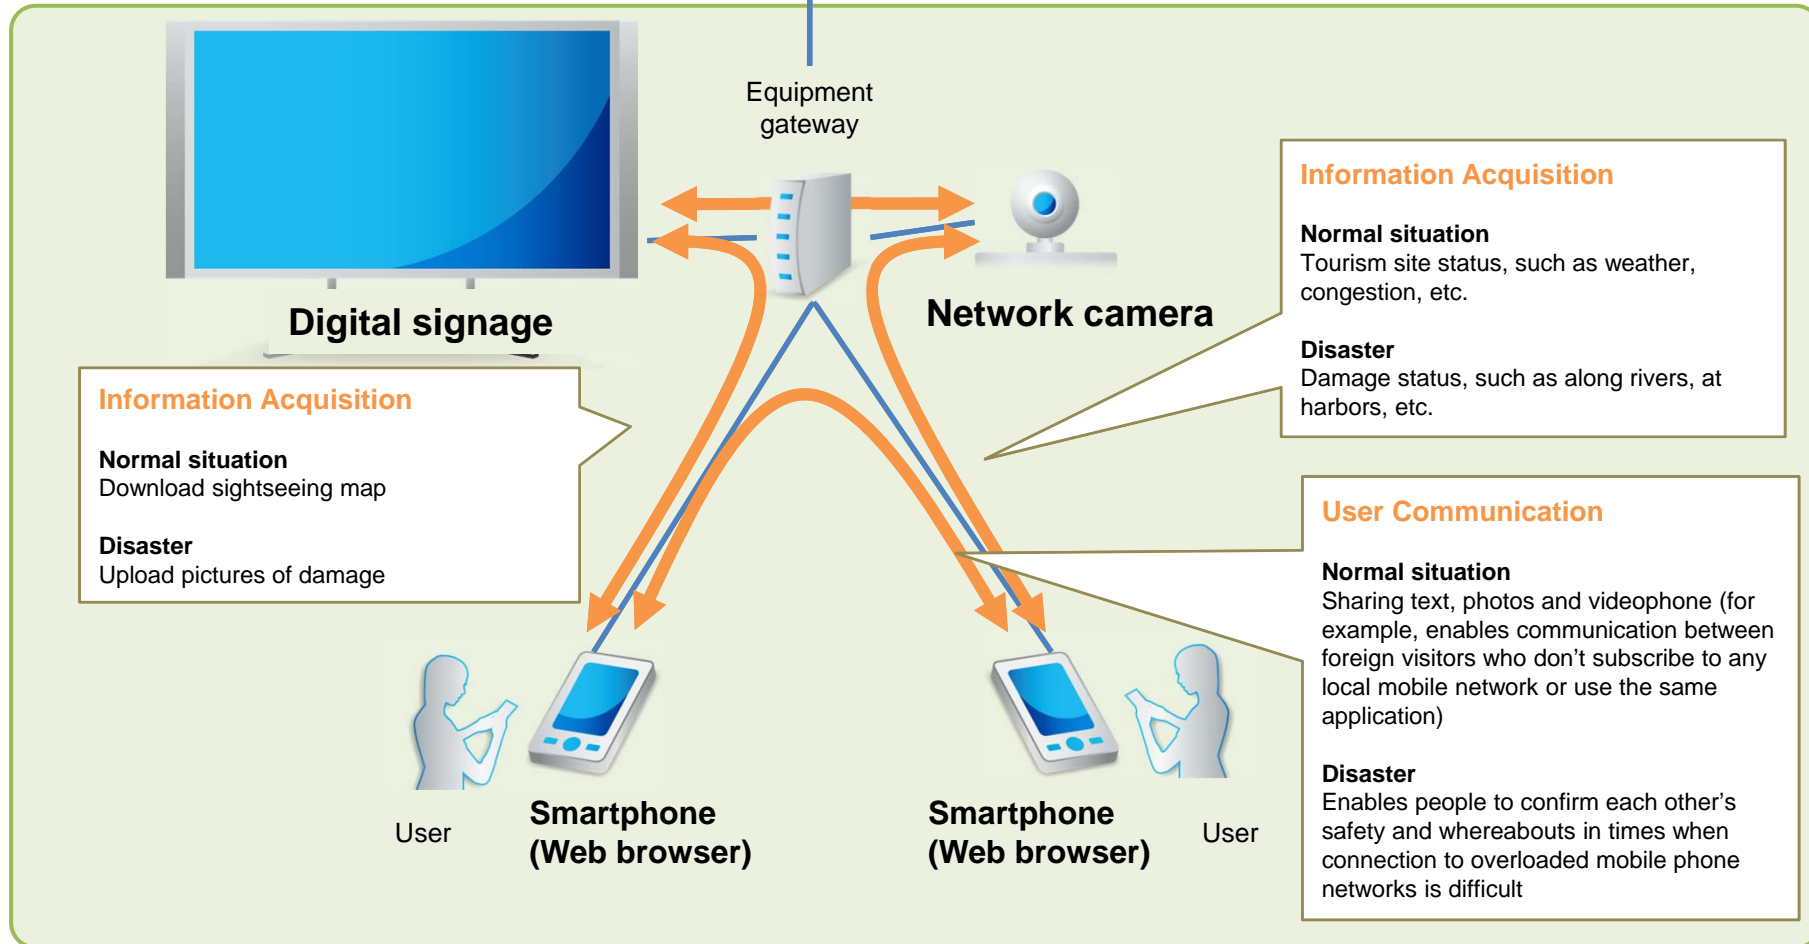 Equipment
gateway
Digital signage
Network camera
Information Acquisition
Normal situation
Tourism site status, such as weather,
congestion, etc.
Disaster
Damage status, such as along rivers, at
harbors, etc.
Information Acquisition
Normal situation
Download sightseeing map
Disaster
Upload pictures of damage
User Communication
Normal situation
Sharing text, photos and videophone (for
example, enables communication between
foreign visitors who don’t subscribe to any
local mobile network or use the same
application)
Disaster
Enables people to confirm each other’s
safety and whereabouts in times when
connection to overloaded mobile phone
networks is difficult
User
Smartphone
(Web browser)
Smartphone
(Web browser)
User